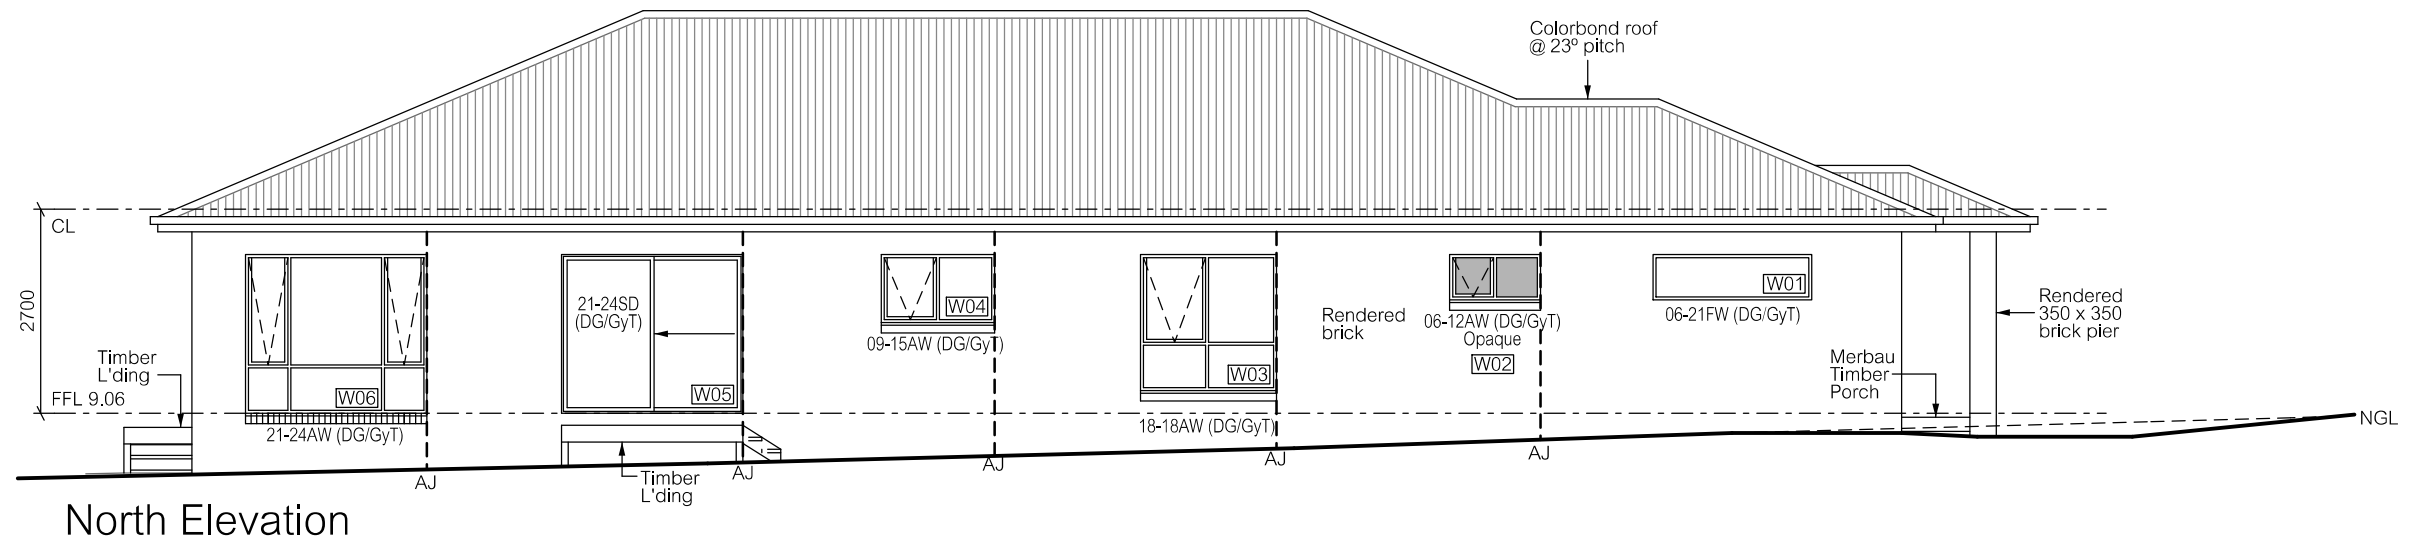 Colorbond roof
@ 23º pitch
CL
2700
FFL 9.06
Timber
L'ding
W06
21-24AW (DG/GyT)
21-24SD
(DG/GyT)
W05
Timber
L'ding
W04
09-15AW (DG/GyT)
W03
18-18AW (DG/GyT)
Rendered
brick
06-12AW (DG/GyT)
Opaque
W02
W01
06-21FW (DG/GyT)
Merbau
Timber
Porch
Rendered
350 x 350
brick pier
NGL
AJ
AJ
AJ
AJ
AJ
North Elevation